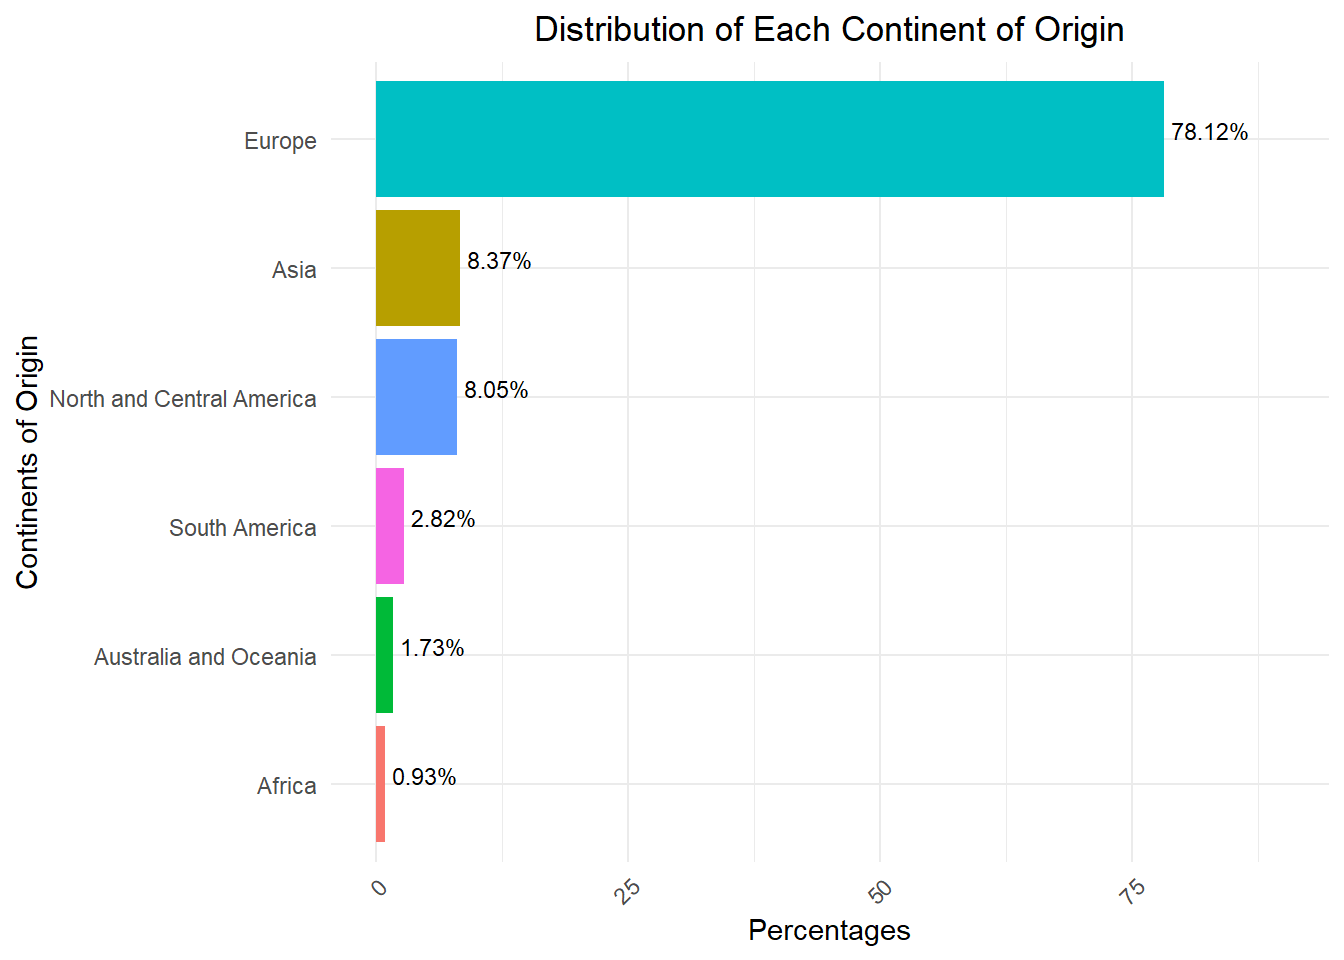 Distribution of Each Continent of Origin
Continents of Origin
Europe
78.12%
Asia
8.37%
North and Central America
8.05%
South America
2.82%
Australia and Oceania
1.73%
Africa
0.93%
0
25
50
75
Percentages